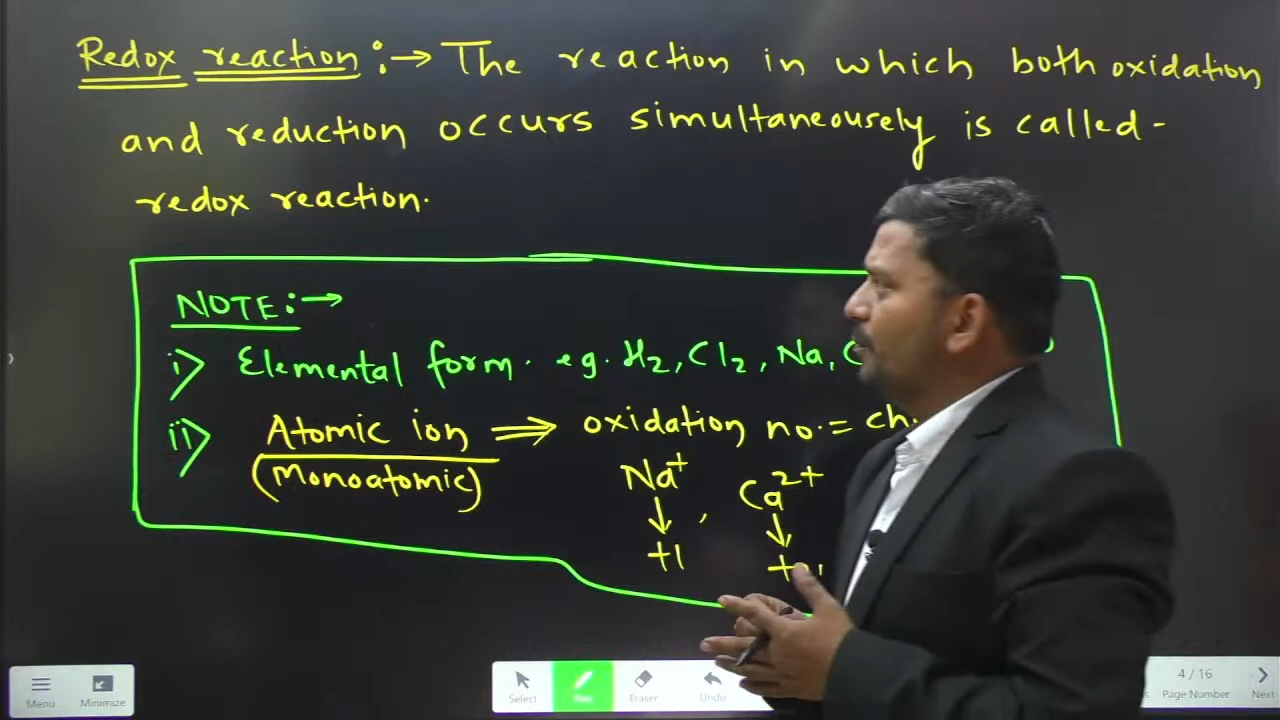 Redox reaction :→ The reaction in which both oxidation
and reduction occurs simultaneousely is called-
redox reaction.
NOTE :→
i) Elemental form. eg. H2, Cl2, Na,
ii) Atomic ion ⇒ oxidation no. = ch.
(Monoatomic)
Na+ , Ca2+
↓ ↓
+1
Menu Minimize Select Eraser Undo 4 / 16 Page Number Next